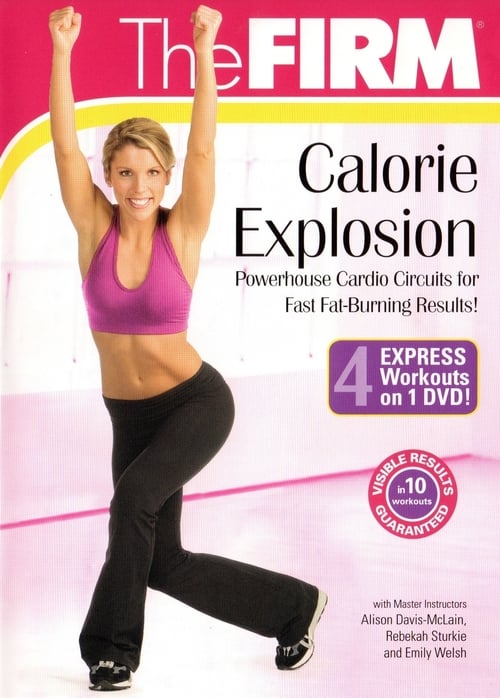 The FIRM®
Calorie
Explosion
Powerhouse Cardio Circuits for
Fast Fat-Burning Results!
4 EXPRESS
Workouts
on 1 DVD!
VISIBLE RESULTS
in 10
workouts
GUARANTEED
with Master Instructors
Alison Davis-McLain,
Rebekah Sturkie
and Emily Welsh